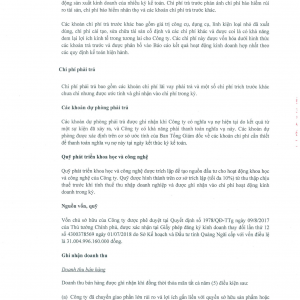 động sản xuất kinh doanh của nhiều kỳ kế toán. Chi phí trả trước phản ánh chi phí bảo hiểm rủi
ro tài sản, chi phí bảo hiểm nhân thọ và các khoản chi phí trả trước khác.
Các khoản chi phí trả trước khác bao gồm giá trị công cụ, dụng cụ, linh kiện loại nhỏ đã xuất
dùng, chi phí cải tạo, sửa chữa tài sản cố định và các chi phí khác và được coi là có khả năng
đem lại lợi ích kinh tế trong tương lai cho Công ty. Các chi phí này được vốn hóa dưới hình thức
các khoản trả trước và được phân bổ vào Báo cáo kết quả hoạt động kinh doanh hợp nhất theo
các quy định kế toán hiện hành.
Chi phí phải trả
Chi phí phải trả bao gồm các khoản chi phí lãi vay phải trả và một số chi phí trích trước khác
chưa chi nhưng được ước tính và ghi nhận vào chi phí trong kỳ.
Các khoản dự phòng phải trả
Các khoản dự phòng phải trả được ghi nhận khi Công ty có nghĩa vụ nợ hiện tại do kết quả từ
một sự kiện đã xảy ra, và Công ty có khả năng phải thanh toán nghĩa vụ này. Các khoản dự
phòng được xác định trên cơ sở ước tính của Ban Tổng Giám đốc về các khoản chi phí cần thiết
để thanh toán nghĩa vụ nợ này tại ngày kết thúc kỳ kế toán.
Quỹ phát triển khoa học và công nghệ
Quỹ phát triển khoa học và công nghệ được trích lập để tạo nguồn đầu tư cho hoạt động khoa học
và công nghệ của Công ty. Quỹ được hình thành trên cơ sở trích lập (tối đa 10%) từ thu nhập chịu
thuế trước khi tính thuế thu nhập doanh nghiệp và được ghi nhận vào chi phí hoạt động kinh
doanh trong kỳ.
Nguồn vốn, quỹ
Vốn chủ sở hữu của Công ty được phê duyệt tại Quyết định số 1978/QĐ-TTg ngày 09/8/2017
của Thủ tướng Chính phủ, được xác nhận tại Giấy phép đăng ký kinh doanh thay đổi lần thứ 12
số 4300378569 ngày 01/07/2018 do Sở Kế hoạch và Đầu tư tỉnh Quảng Ngãi cấp với vốn điều lệ
là 31.004.996.160.000 đồng.
Ghi nhận doanh thu
Doanh thu bán hàng
Doanh thu bán hàng được ghi nhận khi đồng thời thỏa mãn tất cả năm (5) điều kiện sau:
(a) Công ty đã chuyển giao phần lớn rủi ro và lợi ích gắn liền với quyền sở hữu sản phẩm hoặc